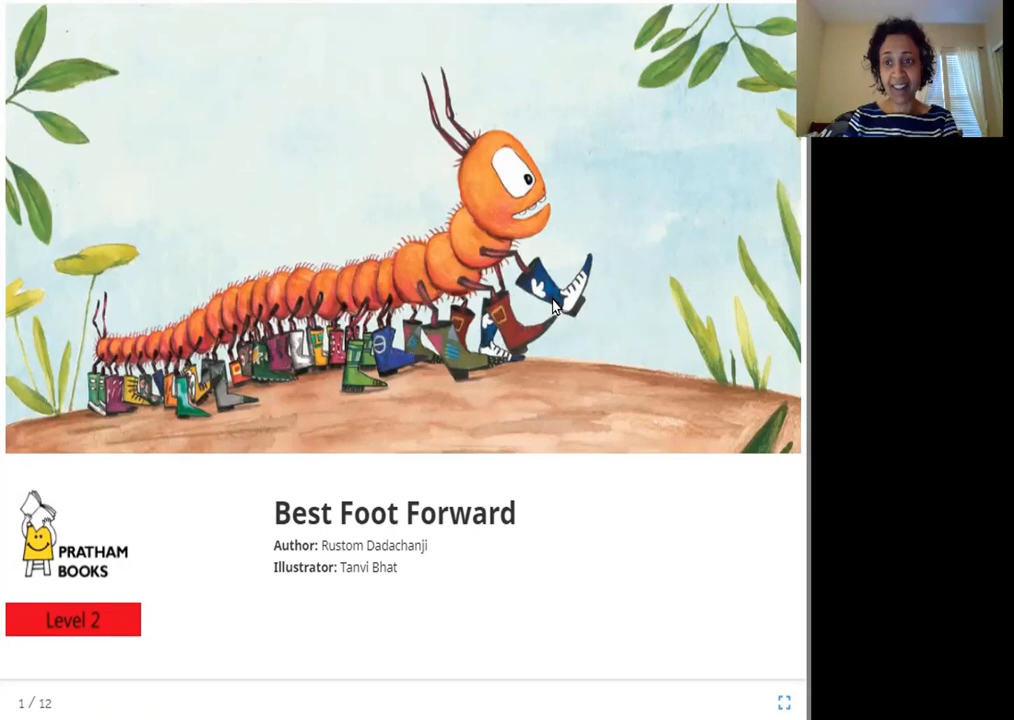 Best Foot Forward
Author: Rustom Dadachanji
Illustrator: Tanvi Bhat
PRATHAM
BOOKS
Level 2
1 / 12